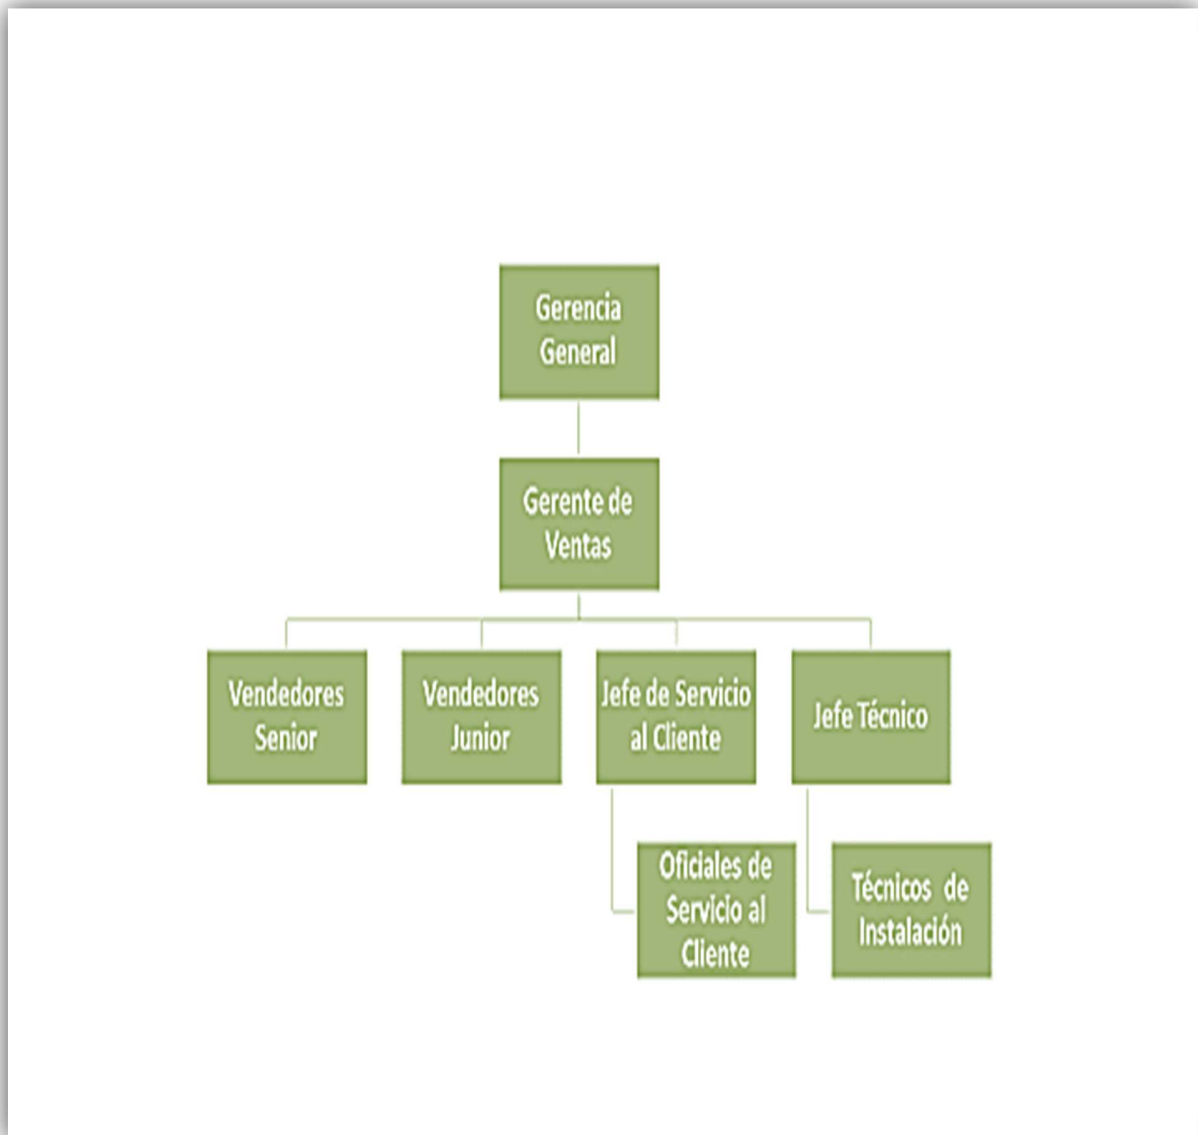 Gerencia
General
Gerente de
Ventas
Vendedores
Senior
Vendedores
Junior
Jefe de Servicio
al Cliente
Jefe Técnico
Oficiales de
Servicio al
Cliente
Técnicos de
Instalación